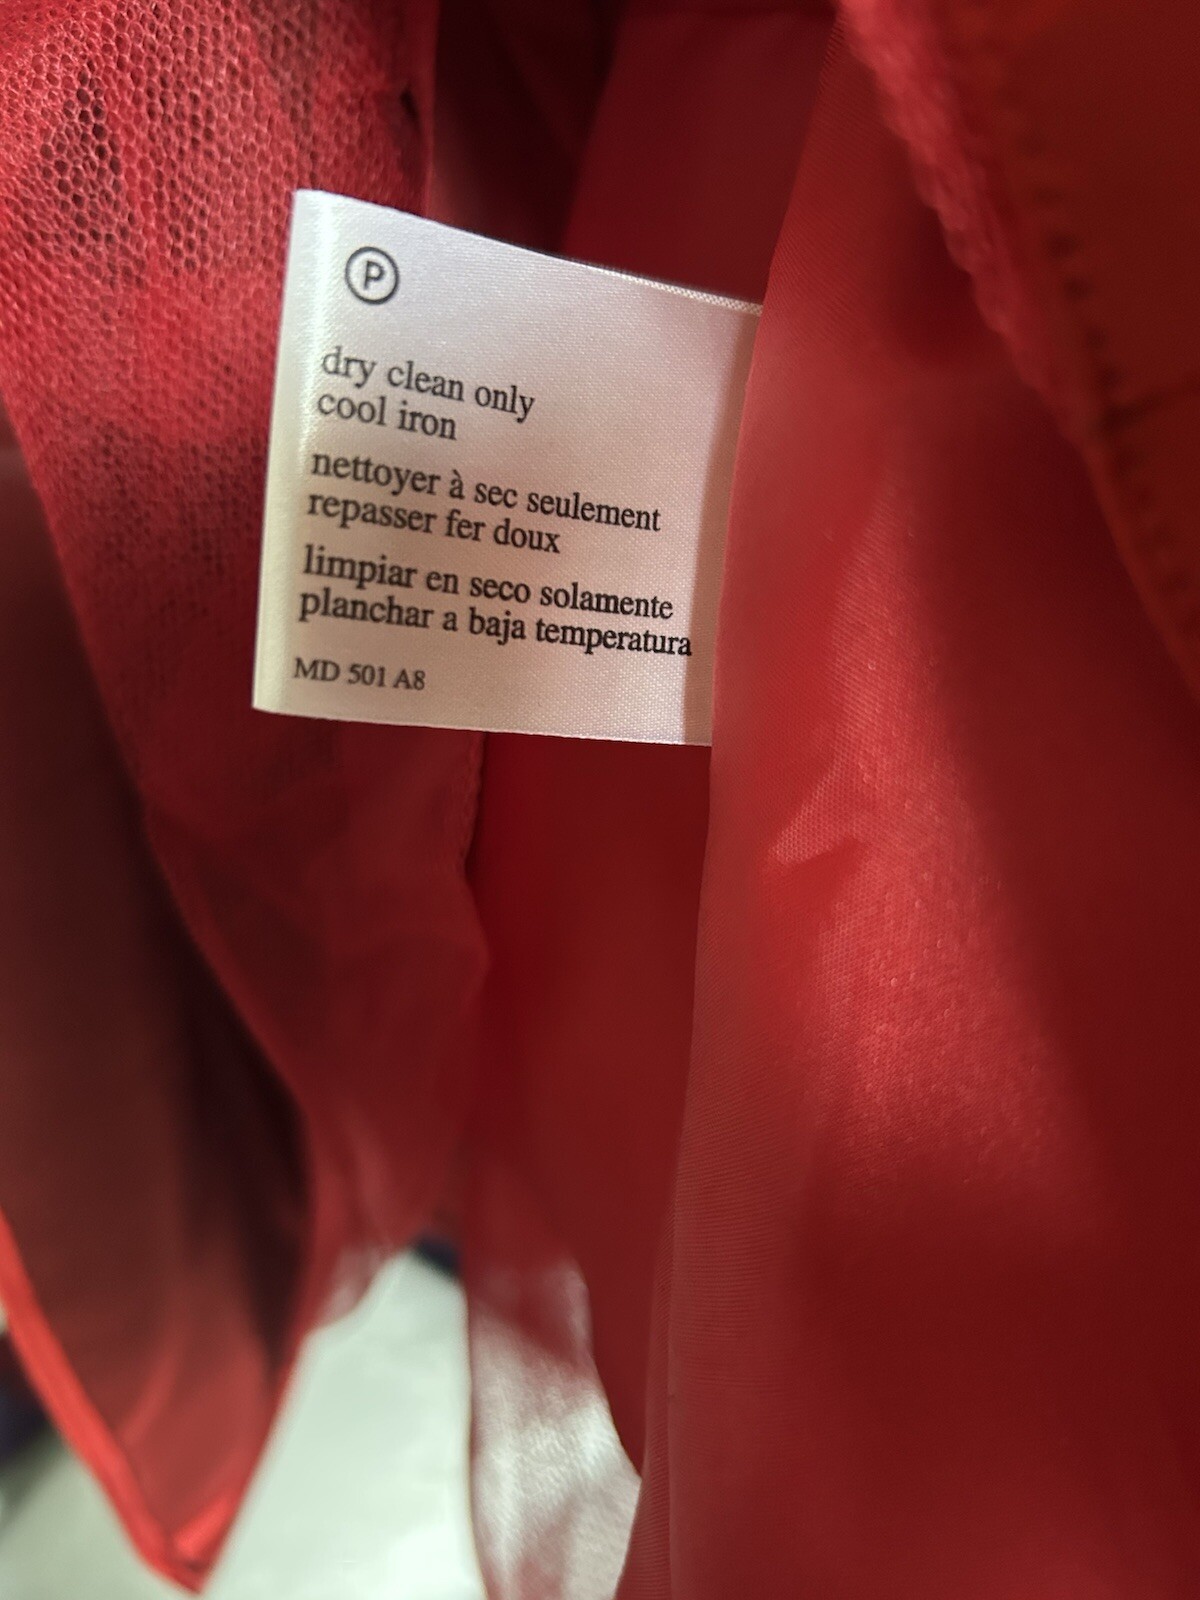 P
dry clean only
cool iron
nettoyer à sec seulement
repasser fer doux
limpiar en seco solamente
planchar a baja temperatura
MD 501 A8